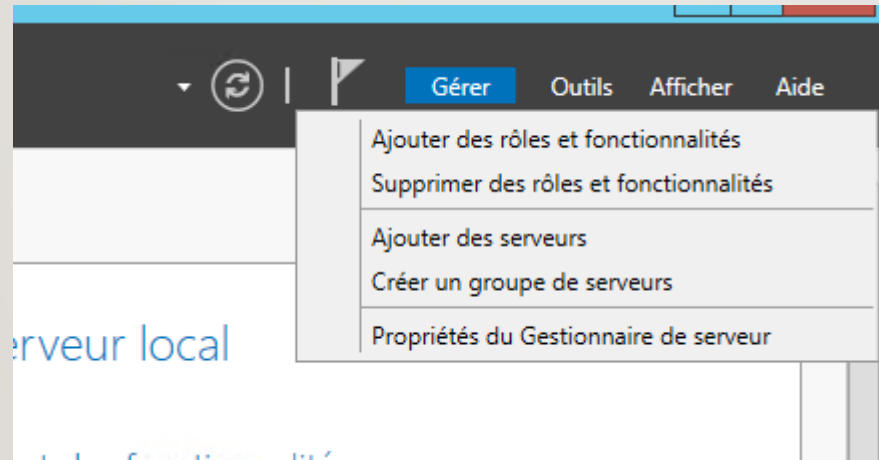 Gérer Outils Afficher Aide
Ajouter des rôles et fonctionnalités
Supprimer des rôles et fonctionnalités
Ajouter des serveurs
Créer un groupe de serveurs
Propriétés du Gestionnaire de serveur
erveur local